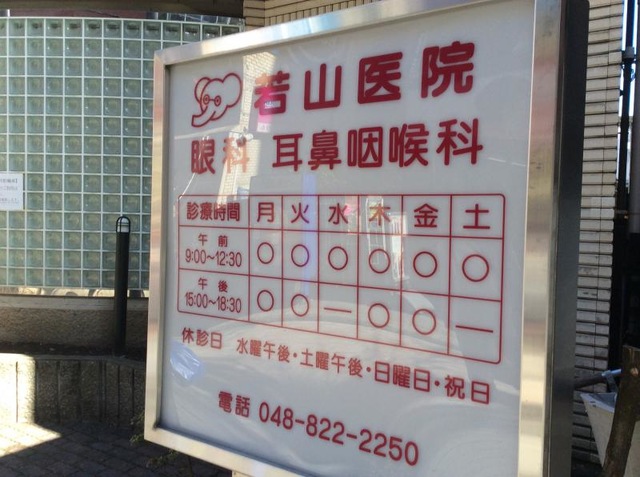 若山医院
眼科 耳鼻咽喉科
診療時間 月 火 水 木 金 土
午前
9:00～12:30 ○ ○ ○ ○ ○ ○
午後
15:00～18:30 ○ ○ － ○ ○ －
休診日 水曜午後・土曜午後・日曜日・祝日
電話 048-822-2250